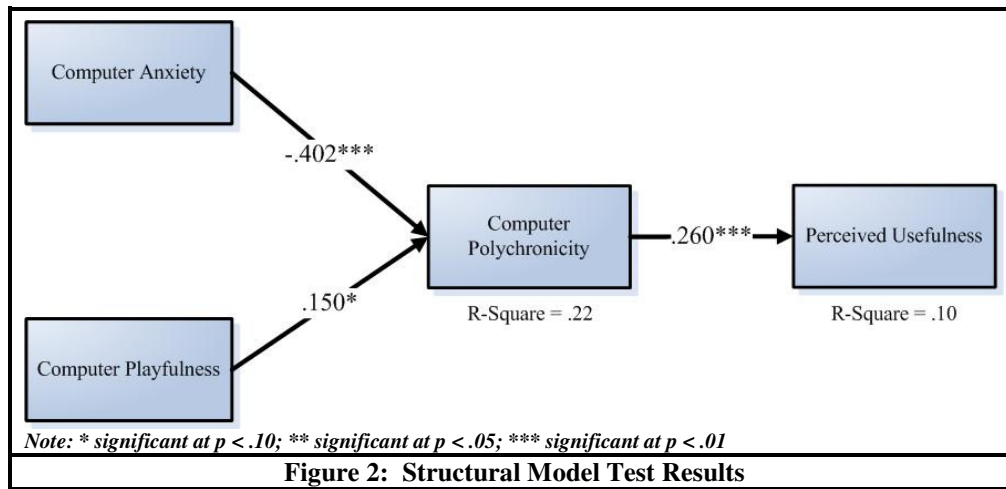 Computer Anxiety
-.402***
Computer
Polychronicity
.260***
Perceived Usefulness
.150*
R-Square = .22
R-Square = .10
Computer Playfulness
Note: * significant at p < .10; ** significant at p < .05; *** significant at p < .01
Figure 2: Structural Model Test Results